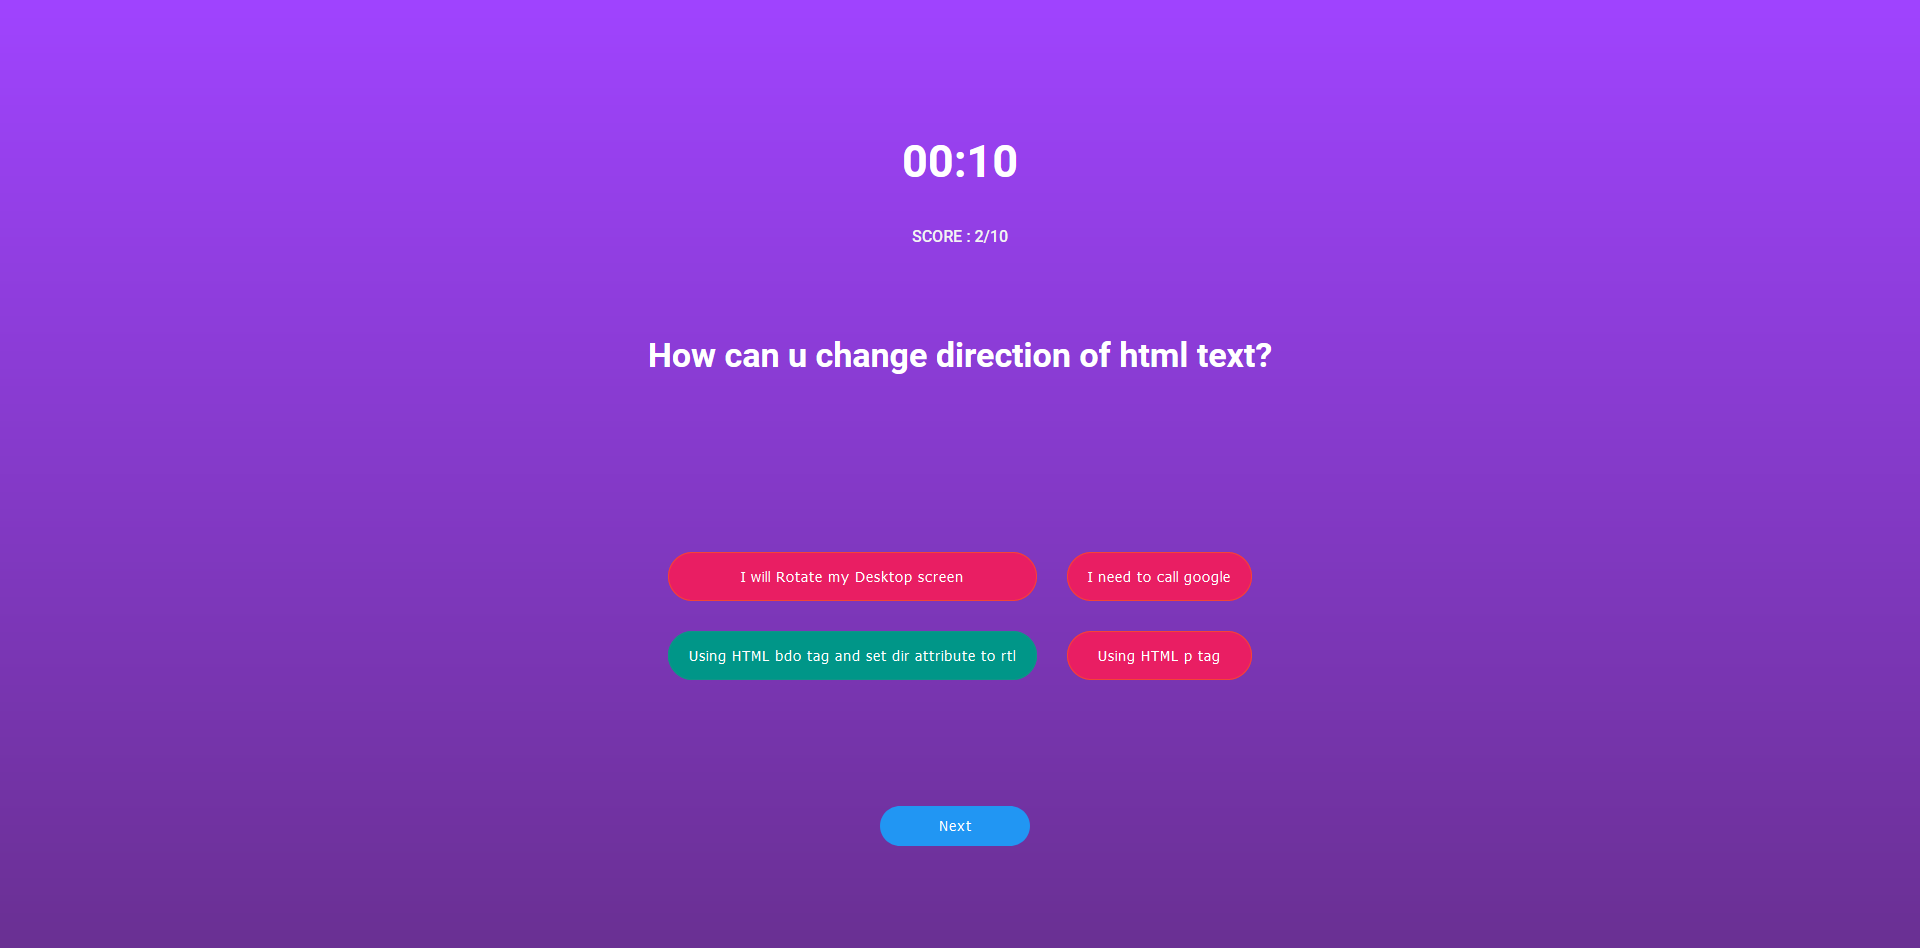 00:10
SCORE : 2/10
How can u change direction of html text?
I will Rotate my Desktop screen
I need to call google
Using HTML bdo tag and set dir attribute to rtl
Using HTML p tag
Next